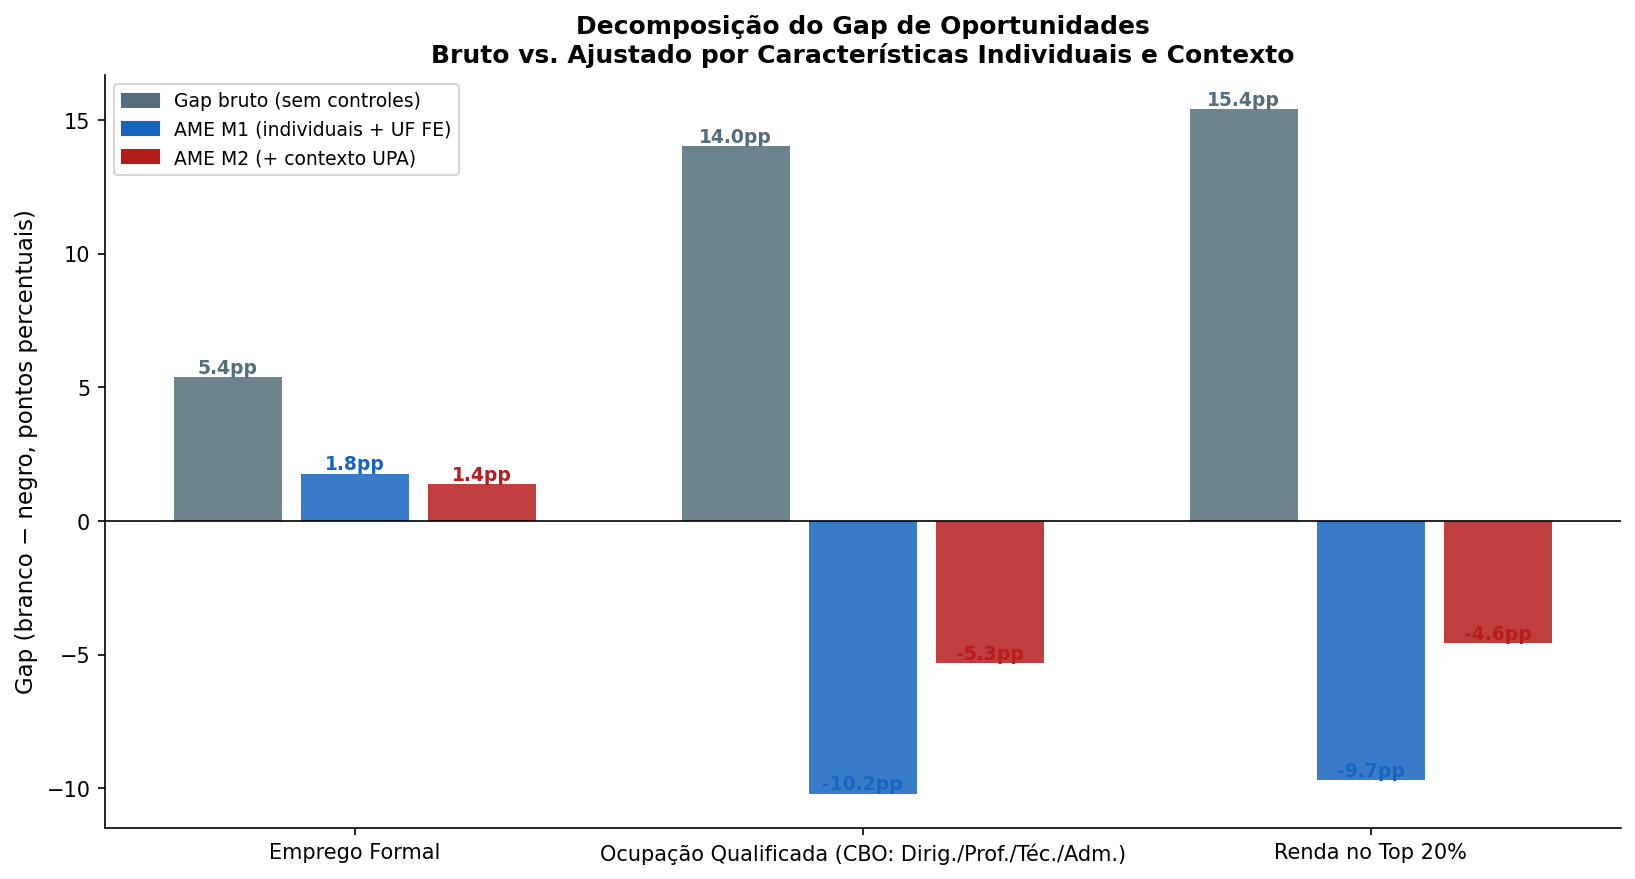 Decomposição do Gap de Oportunidades
Bruto vs. Ajustado por Características Individuais e Contexto
Gap bruto (sem controles)
AME M1 (individuais + UF FE)
AME M2 (+ contexto UPA)
Gap (branco − negro, pontos percentuais)
15
10
5
0
−5
−10
5.4pp
1.8pp
1.4pp
14.0pp
-10.2pp
-5.3pp
15.4pp
-9.7pp
-4.6pp
Emprego Formal
Ocupação Qualificada (CBO: Dirig./Prof./Téc./Adm.)
Renda no Top 20%